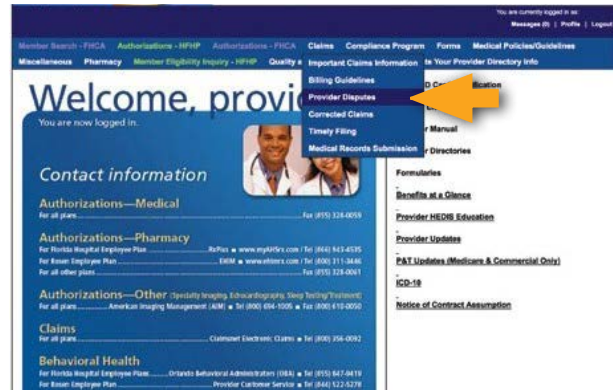 You are currently logged in as:
Messages (0) | Profile | Logout
Member Search - FHCA Authorizations - HFHP Authorizations - FHCA Claims Compliance Program Forms Medical Policies/Guidelines
Miscellaneous Pharmacy Member Eligibility Inquiry - HFHP Quality a Important Claims Information te Your Provider Directory Info
Billing Guidelines
Provider Disputes
Corrected Claims
Timely Filing
Medical Records Submission
Welcome, provi
You are now logged in.
r Manual
r Directories
Formularies
Benefits at a Glance
Provider HEDIS Education
Provider Updates
P&T Updates (Medicare & Commercial Only)
ICD-10
Notice of Contract Assumption
Contact information
Authorizations—Medical
For all plans Fax (855) 328-0059
Authorizations—Pharmacy
For Florida Hospital Employee Plan RxPlus ■ www.myAHSrx.com / Tel (866) 943-4535
For Rosen Employee Plan EHIM ■ www.ehimrx.com / Tel (800) 311-3446
For all other plans Fax (855) 328-0061
Authorizations—Other (Specialty Imaging, Echocardiography, Sleep Testing/Treatment)
For all plans American Imaging Management (AIM) ■ Tel (800) 694-1006 ■ Fax (800) 610-0050
Claims
For all plans Claimsnet Electronic Claims ■ Tel (800) 356-0092
Behavioral Health
For Florida Hospital Employee Plans Orlando Behavioral Administrators (OBA) ■ Tel (855) 647-9419
For Rosen Employee Plan Provider Customer Service ■ Tel (844) 522-5278